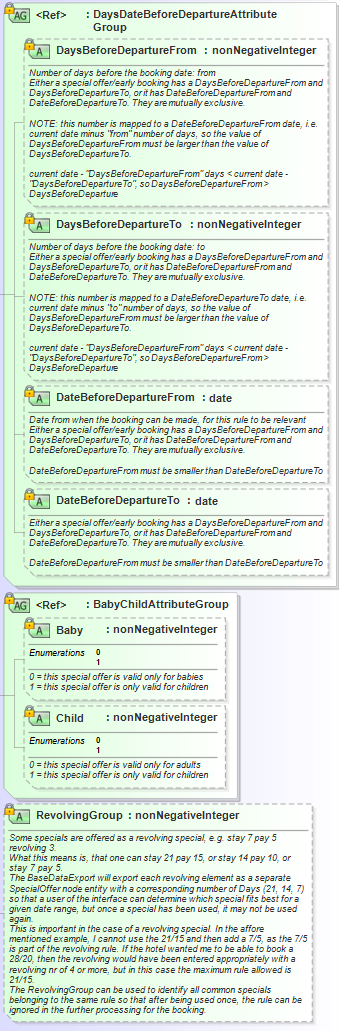 AG <Ref> : DaysDateBeforeDepartureAttribute
Group
A DaysBeforeDepartureFrom : nonNegativeInteger
Number of days before the booking date: from
Either a special offer/early booking has a DaysBeforeDepartureFrom and
DaysBeforeDepartureTo, or it has DateBeforeDepartureFrom and
DateBeforeDepartureTo. They are mutually exclusive.
NOTE: this number is mapped to a DateBeforeDepartureFrom date, i.e.
current date minus "from" number of days, so the value of
DaysBeforeDepartureFrom must be larger than the value of
DaysBeforeDepartureTo.
current date - "DaysBeforeDepartureFrom" days < current date -
"DaysBeforeDepartureTo", so DaysBeforeDepartureFrom >
DaysBeforeDeparture
A DaysBeforeDepartureTo : nonNegativeInteger
Number of days before the booking date: to
Either a special offer/early booking has a DaysBeforeDepartureFrom and
DaysBeforeDepartureTo, or it has DateBeforeDepartureFrom and
DateBeforeDepartureTo. They are mutually exclusive.
NOTE: this number is mapped to a DateBeforeDepartureTo date, i.e.
current date minus "to" number of days, so the value of
DaysBeforeDepartureFrom must be larger than the value of
DaysBeforeDepartureTo.
current date - "DaysBeforeDepartureFrom" days < current date -
"DaysBeforeDepartureTo", so DaysBeforeDepartureFrom >
DaysBeforeDeparture
A DateBeforeDepartureFrom : date
Date from when the booking can be made, for this rule to be relevant
Either a special offer/early booking has a DaysBeforeDepartureFrom and
DaysBeforeDepartureTo, or it has DateBeforeDepartureFrom and
DateBeforeDepartureTo. They are mutually exclusive.
DateBeforeDepartureFrom must be smaller than DateBeforeDepartureTo
A DateBeforeDepartureTo : date
Either a special offer/early booking has a DaysBeforeDepartureFrom and
DaysBeforeDepartureTo, or it has DateBeforeDepartureFrom and
DateBeforeDepartureTo. They are mutually exclusive.
DateBeforeDepartureFrom must be smaller than DateBeforeDepartureTo
AG <Ref> : BabyChildAttributeGroup
A Baby : nonNegativeInteger
Enumerations 0
1
0 = this special offer is valid only for babies
1 = this special offer is only valid for children
A Child : nonNegativeInteger
Enumerations 0
1
0 = this special offer is valid only for adults
1 = this special offer is only valid for children
A RevolvingGroup : nonNegativeInteger
Some specials are offered as a revolving special, e.g. stay 7 pay 5
revolving 3.
What this means is, that one can stay 21 pay 15, or stay 14 pay 10, or
stay 7 pay 5.
The BaseDataExport will export each revolving element as a separate
SpecialOffer node entity with a corresponding number of Days (21, 14, 7)
so that a user of the interface can determine which special fits best for a
given date range, but once a special has been used, it may not be used
again.
This is important in the case of a revolving special. In the affore
mentioned example, I cannot use the 21/15 and then add a 7/5, as the 7/5
is part of the revolving rule. If the hotel wanted me to be able to book a
28/20, then the revolving would have been entered appropriately with a
revolving nr of 4 or more, but in this case the maximum rule allowed is
21/15.
The RevolvingGroup can be used to identify all common specials
belonging to the same rule so that after being used once, the rule can be
ignored in the further processing for the booking.